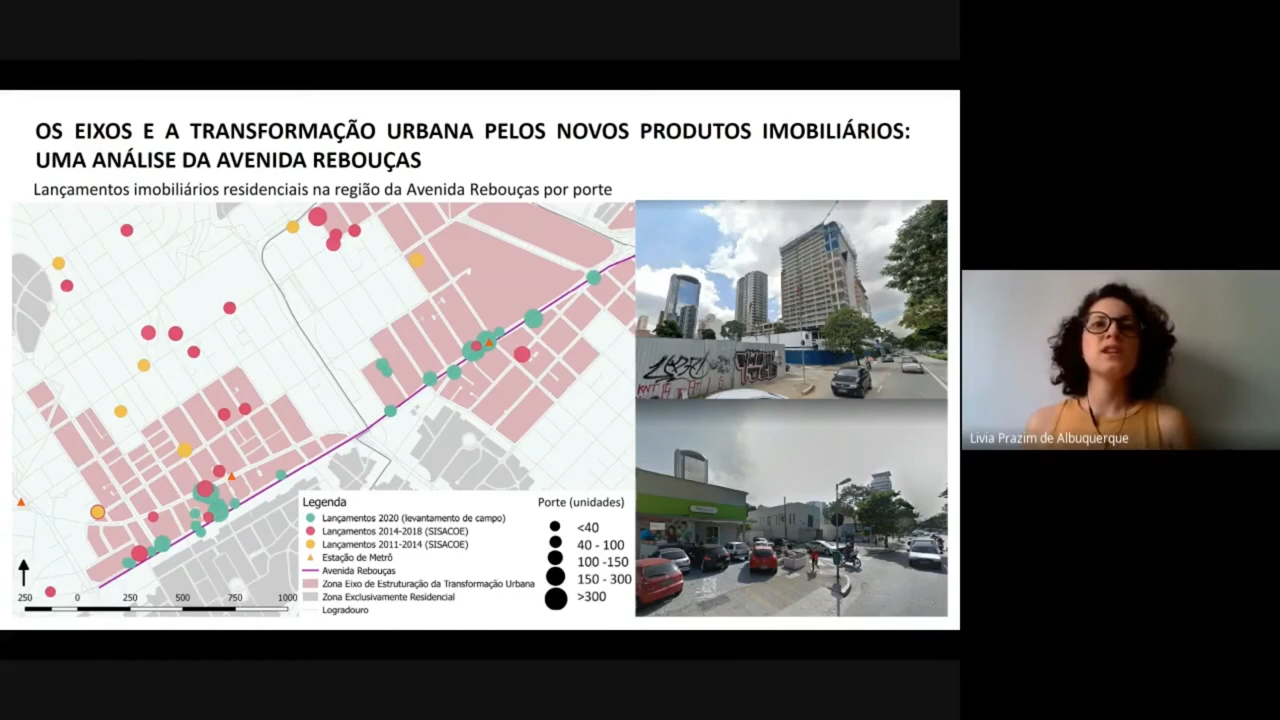 OS EIXOS E A TRANSFORMAÇÃO URBANA PELOS NOVOS PRODUTOS IMOBILIÁRIOS:
UMA ANÁLISE DA AVENIDA REBOUÇAS
Lançamentos imobiliários residenciais na região da Avenida Rebouças por porte
Legenda
Lançamentos 2020 (levantamento de campo)
Lançamentos 2014-2018 (SISACOE)
Lançamentos 2011-2014 (SISACOE)
Estação de Metrô
Avenida Rebouças
Zona Eixo de Estruturação da Transformação Urbana
Zona Exclusivamente Residencial
Logradouro
Porte (unidades)
<40
40 - 100
100 -150
150 - 300
>300
250 0 250 500 750 1000
Livia Prazim de Albuquerque